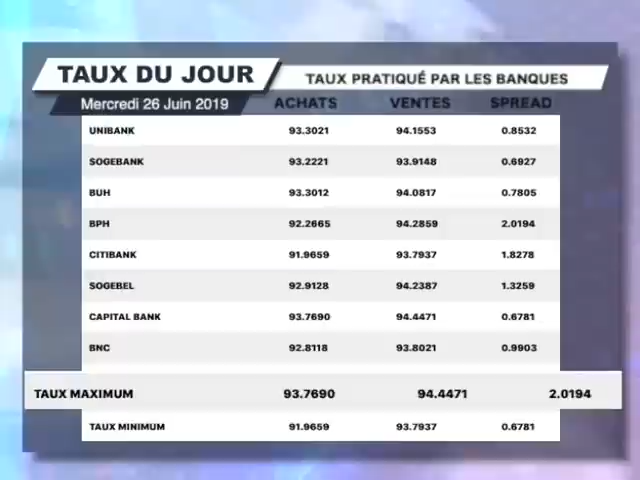 TAUX DU JOUR
TAUX PRATIQUÉ PAR LES BANQUES
Mercredi 26 Juin 2019 ACHATS VENTES SPREAD
UNIBANK 93.3021 94.1553 0.8532
SOGEBANK 93.2221 93.9148 0.6927
BUH 93.3012 94.0817 0.7805
BPH 92.2665 94.2859 2.0194
CITIBANK 91.9659 93.7937 1.8278
SOGEBEL 92.9128 94.2387 1.3259
CAPITAL BANK 93.7690 94.4471 0.6781
BNC 92.8118 93.8021 0.9903
TAUX MAXIMUM 93.7690 94.4471 2.0194
TAUX MINIMUM 91.9659 93.7937 0.6781